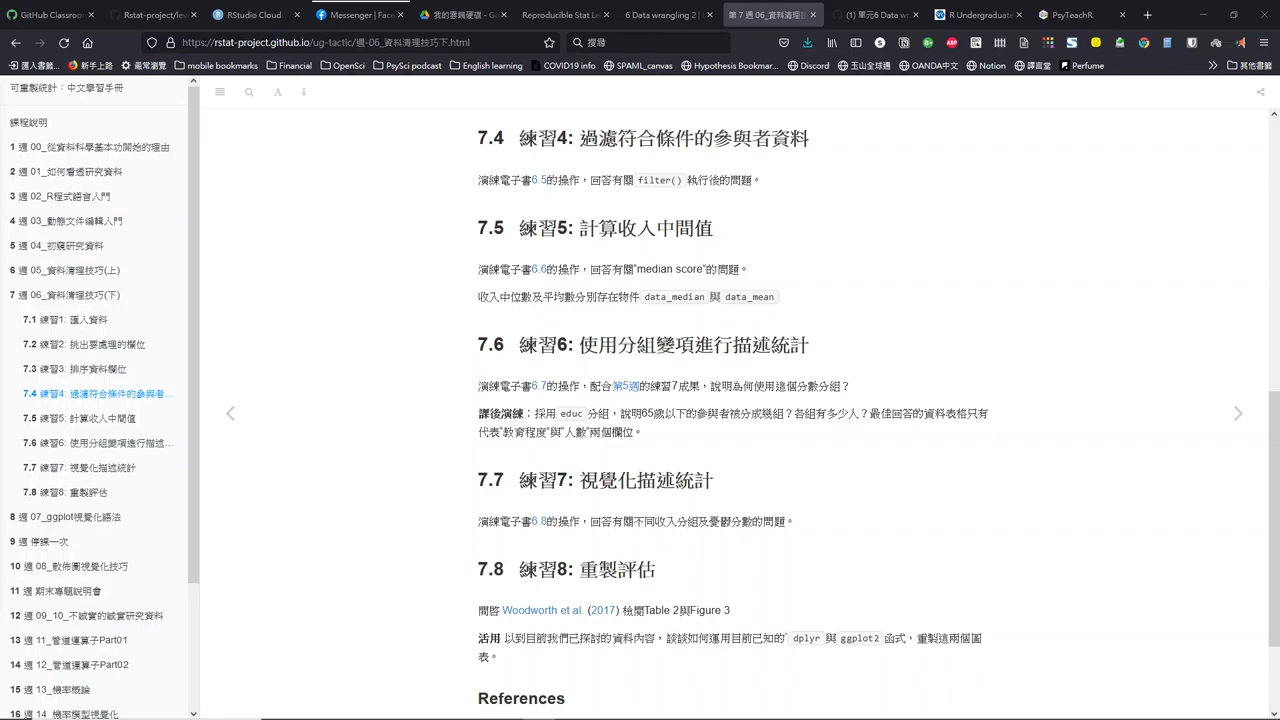 GitHub Classroom
Rstat-project/leve
RStudio Cloud
Messenger | Face
我的雲端硬碟 - Go
Reproducible Stat Les
6 Data wrangling 2 |
第 7 週 06_資料清理技
(1) 單元6 Data wr
R Undergraduate
PsyTeachR
https://rstat-project.github.io/ug-tactic/週-06_資料清理技巧下.html
搜尋
匯入書籤...
新手上路
最常瀏覽
mobile bookmarks
Financial
OpenSci
PsySci podcast
English learning
COVID19 info
SPAML_canvas
Hypothesis Bookmar...
Discord
玉山全球通
OANDA中文
Notion
譯言堂
Perfume
其他書籤
可重製統計：中文學習手冊
課程說明
1 週 00_從資料科學基本功開始的理由
2 週 01_如何看透研究資料
3 週 02_R程式語言入門
4 週 03_動態文件編輯入門
5 週 04_初窺研究資料
6 週 05_資料清理技巧(上)
7 週 06_資料清理技巧(下)
7.1 練習1: 匯入資料
7.2 練習2: 挑出要處理的欄位
7.3 練習3: 排序資料欄位
7.4 練習4: 過濾符合條件的參與者...
7.5 練習5: 計算收入中間值
7.6 練習6: 使用分組變項進行描述...
7.7 練習7: 視覺化描述統計
7.8 練習8: 重製評估
8 週 07_ggplot視覺化語法
9 週 停課一次
10 週 08_散佈圖視覺化技巧
11 週 期末專題說明會
12 週 09_10_不誠實的誠實研究資料
13 週 11_管道運算子Part01
14 週 12_管道運算子Part02
15 週 13_機率概論
16 週 14_機率模型視覺化
7.4 練習4: 過濾符合條件的參與者資料
演練電子書6.5的操作，回答有關 filter() 執行後的問題。
7.5 練習5: 計算收入中間值
演練電子書6.6的操作，回答有關"median score"的問題。
收入中位數及平均數分別存在物件 data_median 與 data_mean
7.6 練習6: 使用分組變項進行描述統計
演練電子書6.7的操作，配合第5週的練習7成果，說明為何使用這個分數分組？
課後演練：採用 educ 分組，說明65歲以下的參與者被分成幾組？各組有多少人？最佳回答的資料表格只有
代表"教育程度"與"人數"兩個欄位。
7.7 練習7: 視覺化描述統計
演練電子書6.8的操作，回答有關不同收入分組及憂鬱分數的問題。
7.8 練習8: 重製評估
開啓 Woodworth et al. (2017) 檢閱Table 2與Figure 3
活用 以到目前我們已探討的資料內容，談談如何運用目前已知的` dplyr 與 ggplot2 函式，重製這兩個圖
表。
References